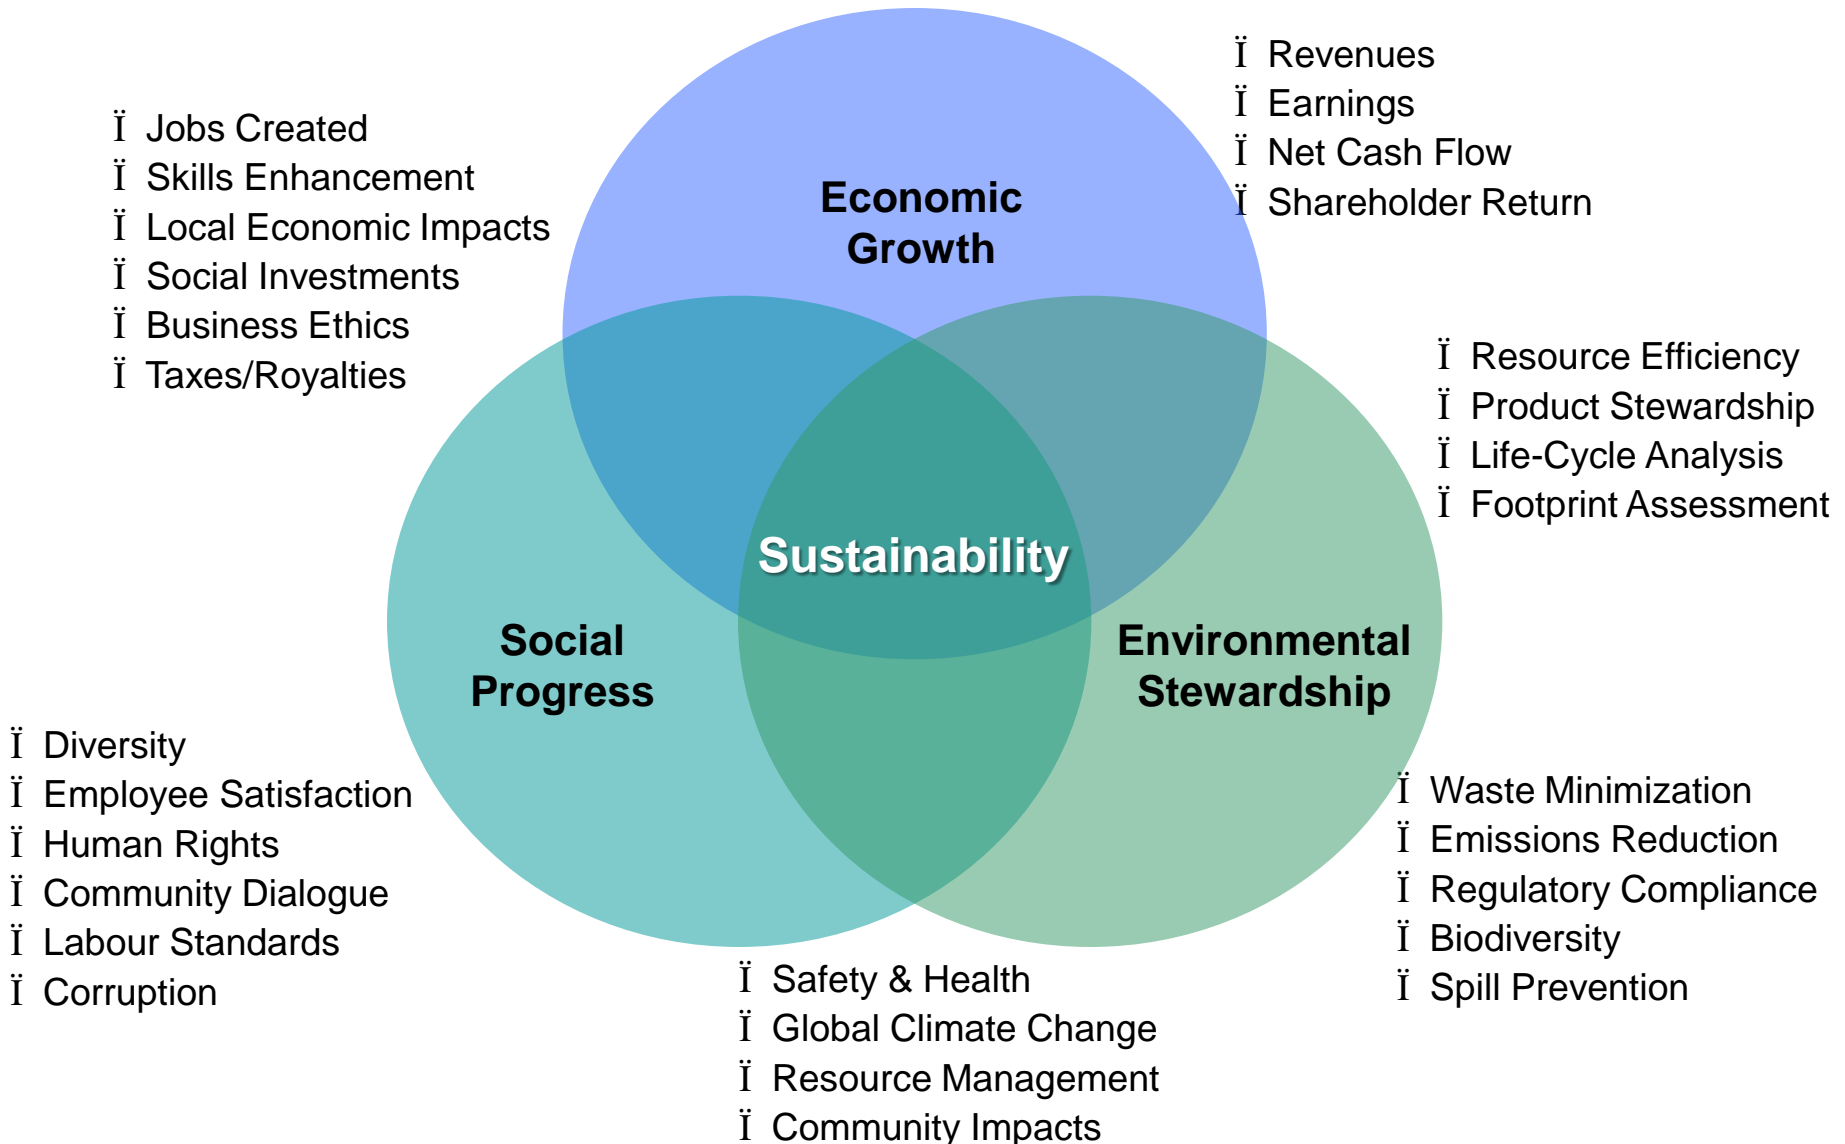 Ï Revenues
Ï Earnings
Ï Net Cash Flow
Ï Shareholder Return
Ï Jobs Created
Ï Skills Enhancement
Ï Local Economic Impacts
Ï Social Investments
Ï Business Ethics
Ï Taxes/Royalties
Economic
Growth
Ï Resource Efficiency
Ï Product Stewardship
Ï Life-Cycle Analysis
Ï Footprint Assessment
Sustainability
Social
Progress
Environmental
Stewardship
Ï Diversity
Ï Employee Satisfaction
Ï Human Rights
Ï Community Dialogue
Ï Labour Standards
Ï Corruption
Ï Waste Minimization
Ï Emissions Reduction
Ï Regulatory Compliance
Ï Biodiversity
Ï Spill Prevention
Ï Safety & Health
Ï Global Climate Change
Ï Resource Management
Ï Community Impacts